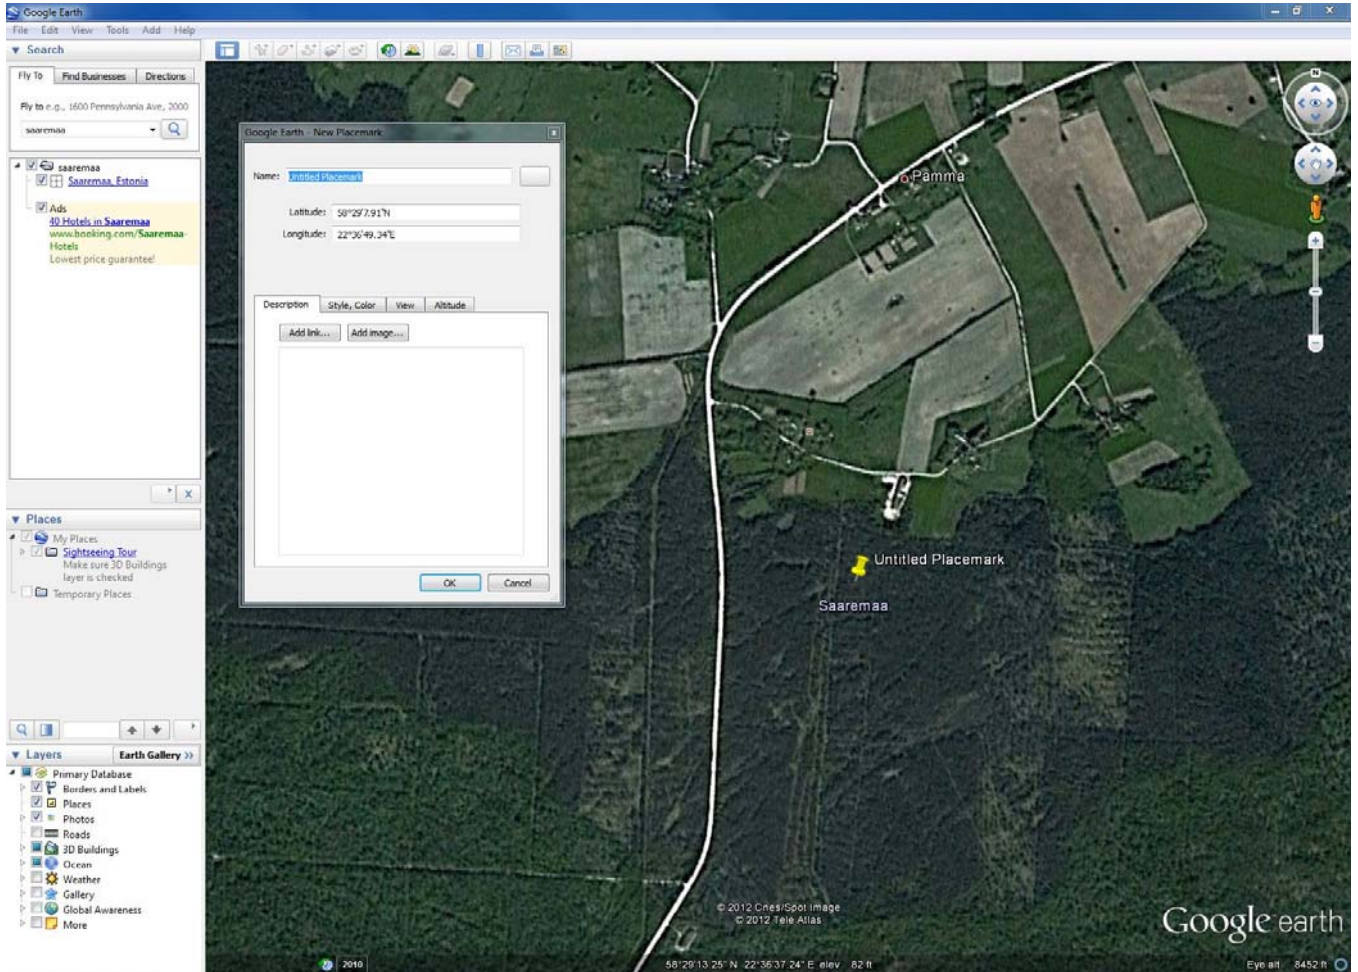 Google Earth
File Edit View Tools Add Help
Search
Fly To Find Businesses Directions
Fly to e.g., 1600 Pennsylvania Ave, 2000
saaremaa
saaremaa
Saaremaa, Estonia
Ads
40 Hotels in Saaremaa
www.booking.com/Saaremaa-
Hotels
Lowest price guarantee!
Places
My Places
Sightseeing Tour
Make sure 3D Buildings
layer is checked
Temporary Places
Layers
Earth Gallery »
Primary Database
Borders and Labels
Places
Photos
Roads
3D Buildings
Ocean
Weather
Gallery
Global Awareness
More
Google Earth - New Placemark
Name: Untitled Placemark
Latitude: 58°29'7.91"N
Longitude: 22°36'49.34"E
Description Style, Color View Altitude
Add link... Add image...
OK Cancel
N
Pamma
Untitled Placemark
Saaremaa
© 2012 Cnes/Spot Image
© 2012 Tele Atlas
Google earth
2010
58°29'13.25" N 22°36'37.24" E elev 82 ft
Eye alt 8452 ft